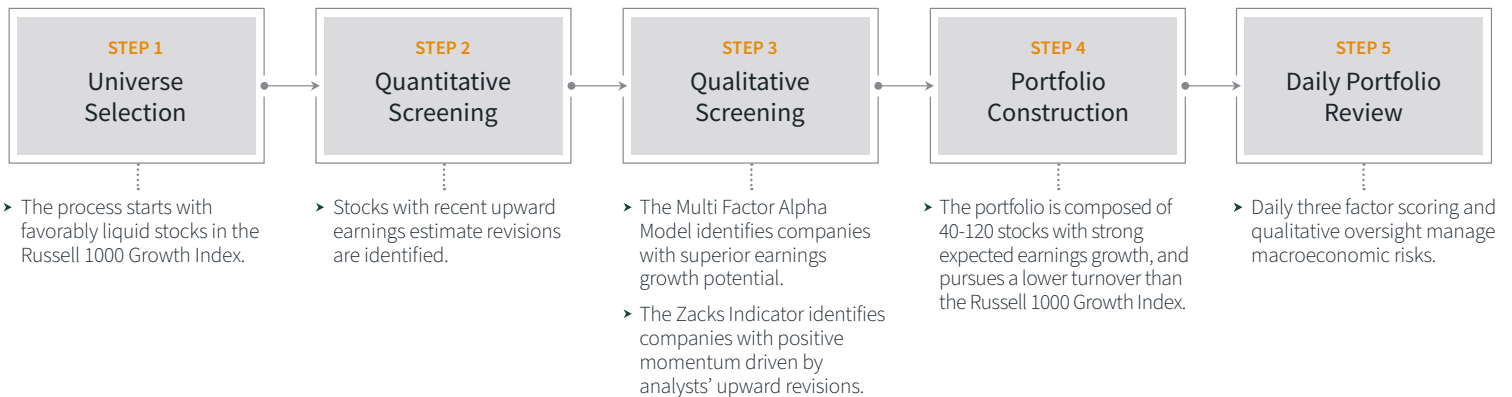 STEP 1
Universe
Selection
STEP 2
Quantitative
Screening
STEP 3
Qualitative
Screening
STEP 4
Portfolio
Construction
STEP 5
Daily Portfolio
Review
The process starts with
favorably liquid stocks in the
Russell 1000 Growth Index.
Stocks with recent upward
earnings estimate revisions
are identified.
The Multi Factor Alpha
Model identifies companies
with superior earnings
growth potential.
The Zacks Indicator identifies
companies with positive
momentum driven by
analysts’ upward revisions.
The portfolio is composed of
40-120 stocks with strong
expected earnings growth, and
pursues a lower turnover than
the Russell 1000 Growth Index.
Daily three factor scoring and
qualitative oversight manage
macroeconomic risks.